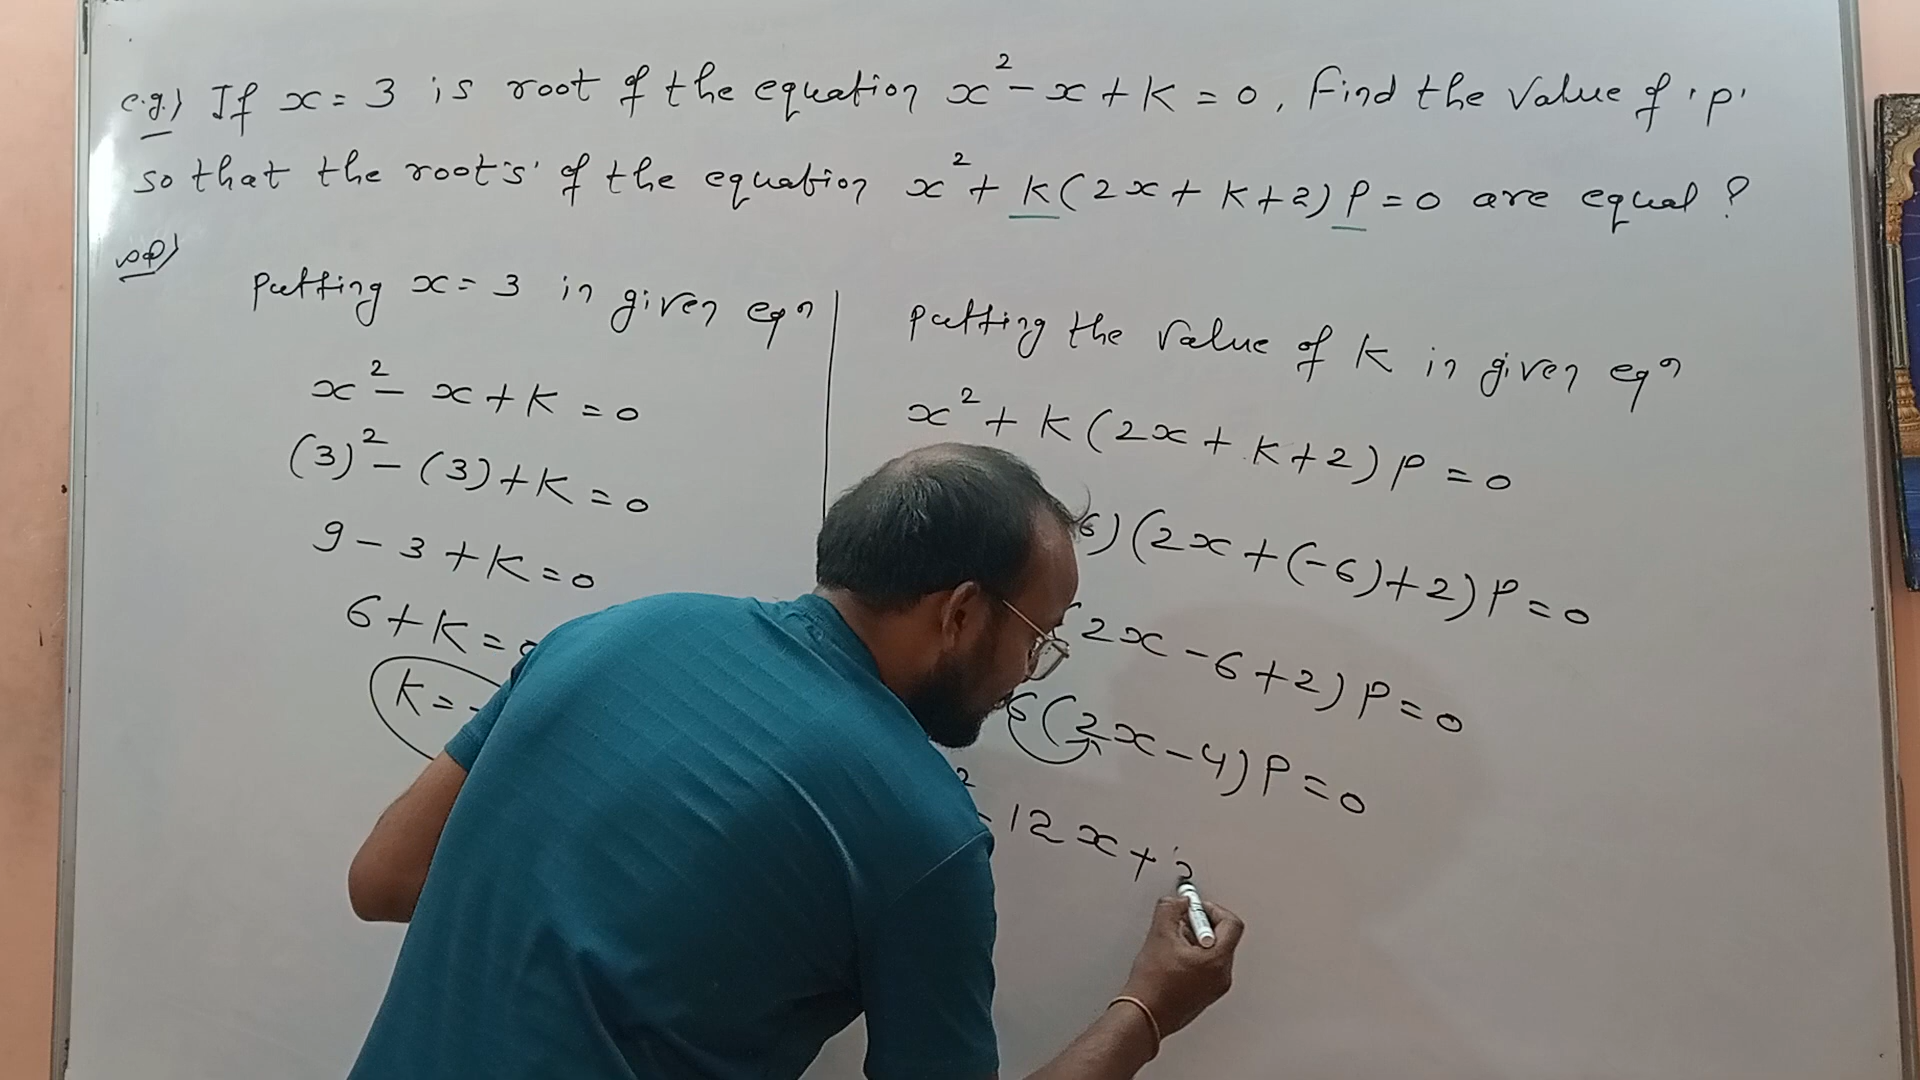 e.g.) If x = 3 is root of the equation x² - x + k = 0, Find the value of 'p'
so that the root's' of the equation x² + k(2x + k + 2) P = 0 are equal ?
sol)
Putting x = 3 in given eqn
x² - x + k = 0
(3)² - (3) + k = 0
9 - 3 + k = 0
6 + k =
k = -
Putting the value of k in given eqn
x² + k(2x + k + 2) P = 0
6)(2x + (-6) + 2) P = 0
(2x - 6 + 2) P = 0
6(2x - 4) P = 0
² - 12x +